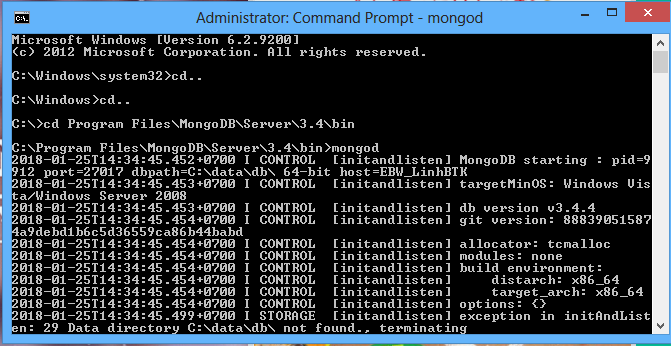 Administrator: Command Prompt - mongod
Microsoft Windows [Version 6.2.9200]
(c) 2012 Microsoft Corporation. All rights reserved.
C:\Windows\system32>cd..
C:\Windows>cd..
C:\>cd Program Files\MongoDB\Server\3.4\bin
C:\Program Files\MongoDB\Server\3.4\bin>mongod
2018-01-25T14:34:45.452+0700 I CONTROL  [initandlisten] MongoDB starting : pid=9
912 port=27017 dbpath=C:\data\db\ 64-bit host=EBW_LinhBTK
2018-01-25T14:34:45.453+0700 I CONTROL  [initandlisten] targetMinOS: Windows Vis
ta/Windows Server 2008
2018-01-25T14:34:45.453+0700 I CONTROL  [initandlisten] db version v3.4.4
2018-01-25T14:34:45.454+0700 I CONTROL  [initandlisten] git version: 88839051587
4a9debd1b6c5d36559ca86b44babd
2018-01-25T14:34:45.454+0700 I CONTROL  [initandlisten] allocator: tcmalloc
2018-01-25T14:34:45.454+0700 I CONTROL  [initandlisten] modules: none
2018-01-25T14:34:45.454+0700 I CONTROL  [initandlisten] build environment:
2018-01-25T14:34:45.454+0700 I CONTROL  [initandlisten]     distarch: x86_64
2018-01-25T14:34:45.454+0700 I CONTROL  [initandlisten]     target_arch: x86_64
2018-01-25T14:34:45.454+0700 I CONTROL  [initandlisten] options: {}
2018-01-25T14:34:45.499+0700 I STORAGE  [initandlisten] exception in initAndList
en: 29 Data directory C:\data\db\ not found., terminating